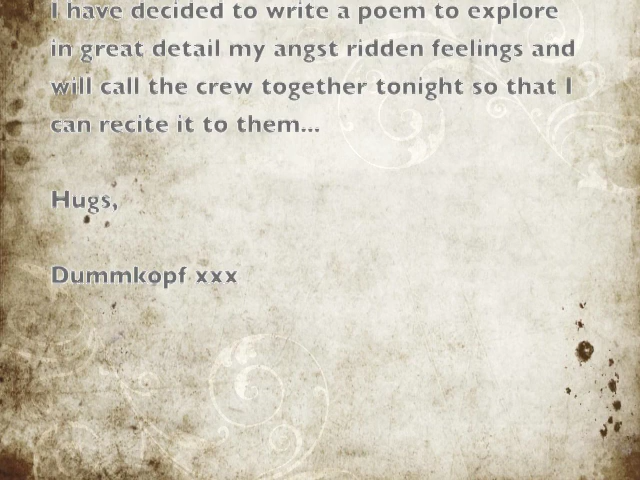 I have decided to write a poem to explore
in great detail my angst ridden feelings and
will call the crew together tonight so that I
can recite it to them...
Hugs,
Dummkopf xxx